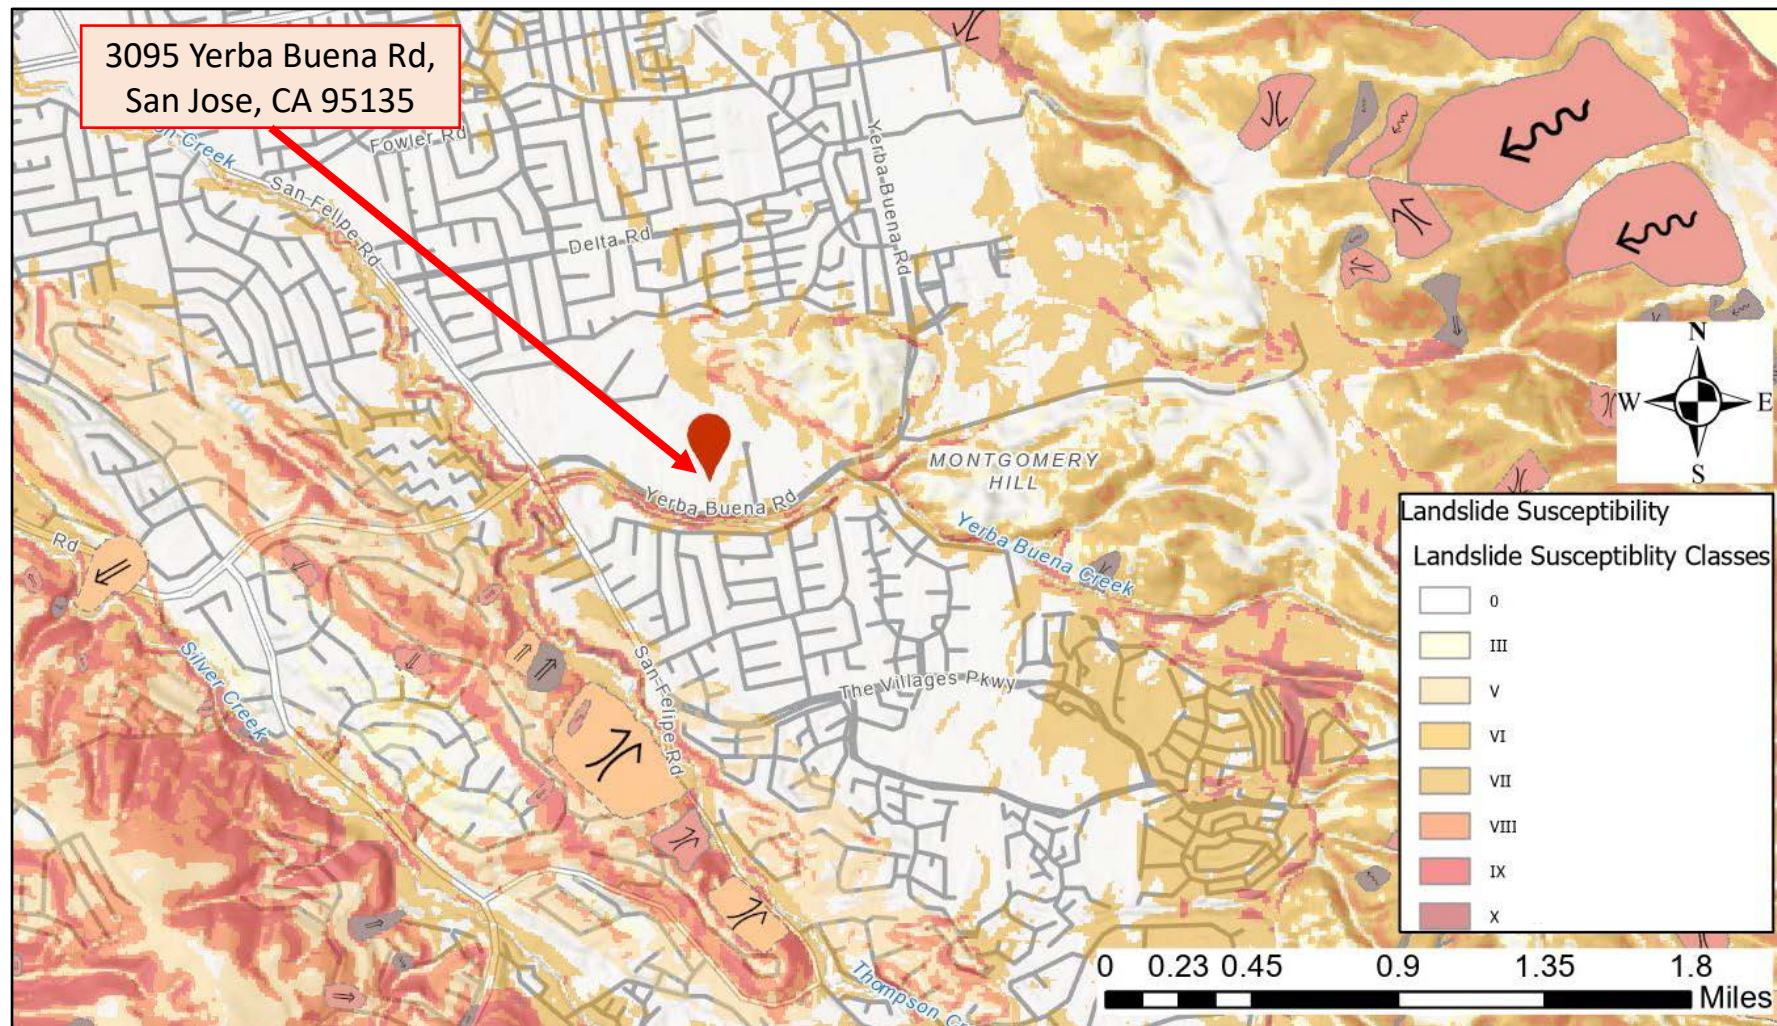 3095 Yerba Buena Rd,
San Jose, CA 95135
Creek
Fowler Rd
San Felipe Rd
Delta Rd
Yerba Buena Rd
Yerba Buena Rd
MONTGOMERY
HILL
Yerba Buena Creek
Rd
Silver Creek
San Felipe Rd
The Villages Pkwy
Thompson Cr
N
W
E
S
Landslide Susceptibility
Landslide Susceptiblity Classes
0
III
V
VI
VII
VIII
IX
X
0 0.23 0.45 0.9 1.35 1.8
Miles